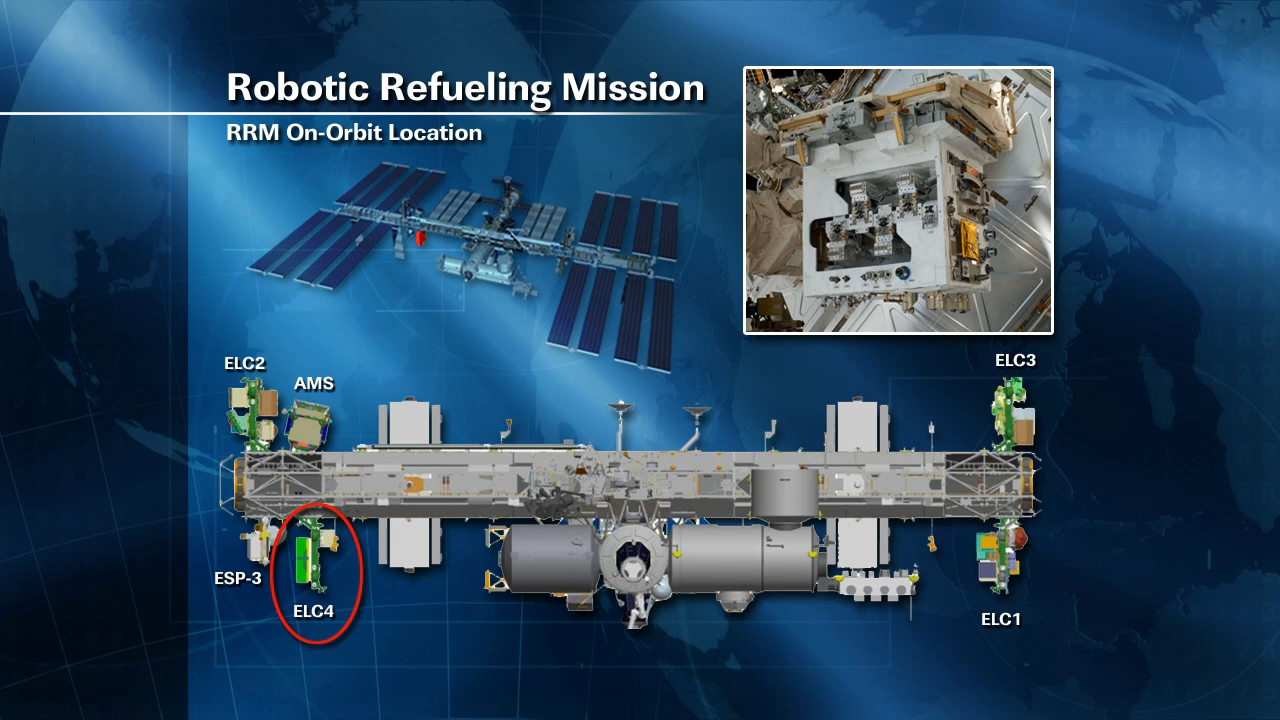 Robotic Refueling Mission
RRM On-Orbit Location
ELC2
AMS
ELC3
ESP-3
ELC4
ELC1